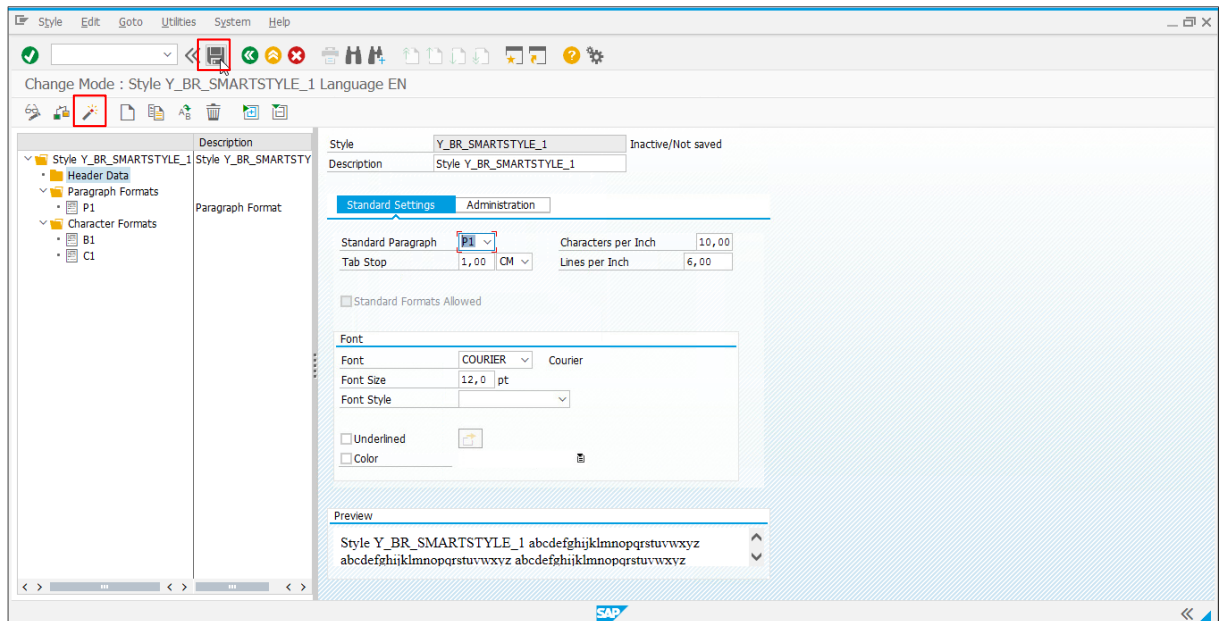 Style Edit Goto Utilities System Help
Change Mode : Style Y_BR_SMARTSTYLE_1 Language EN
Description
Style Y_BR_SMARTSTYLE_1 Style Y_BR_SMARTSTY
Header Data
Paragraph Formats
P1 Paragraph Format
Character Formats
B1
C1
Style Y_BR_SMARTSTYLE_1 Inactive/Not saved
Description Style Y_BR_SMARTSTYLE_1
Standard Settings Administration
Standard Paragraph P1 Characters per Inch 10,00
Tab Stop 1,00 CM Lines per Inch 6,00
Standard Formats Allowed
Font
Font COURIER Courier
Font Size 12,0 pt
Font Style
Underlined
Color
Preview
Style Y_BR_SMARTSTYLE_1 abcdefghijklmnopqrstuvwxyz
abcdefghijklmnopqrstuvwxyz abcdefghijklmnopqrstuvwxyz
SAP